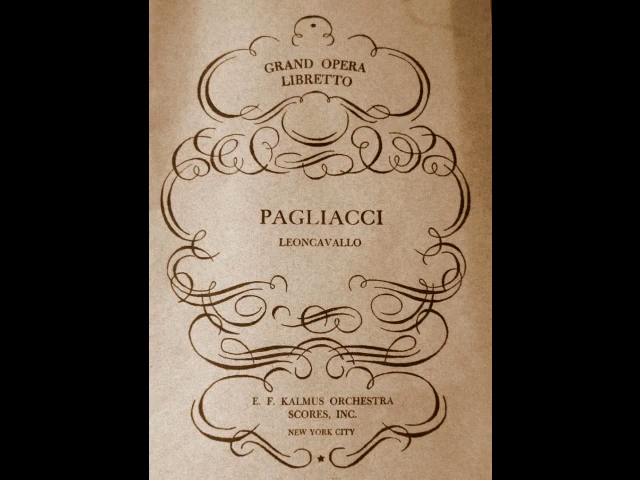 GRAND OPERA
LIBRETTO
PAGLIACCI
LEONCAVALLO
E. F. KALMUS ORCHESTRA
SCORES, INC.
NEW YORK CITY